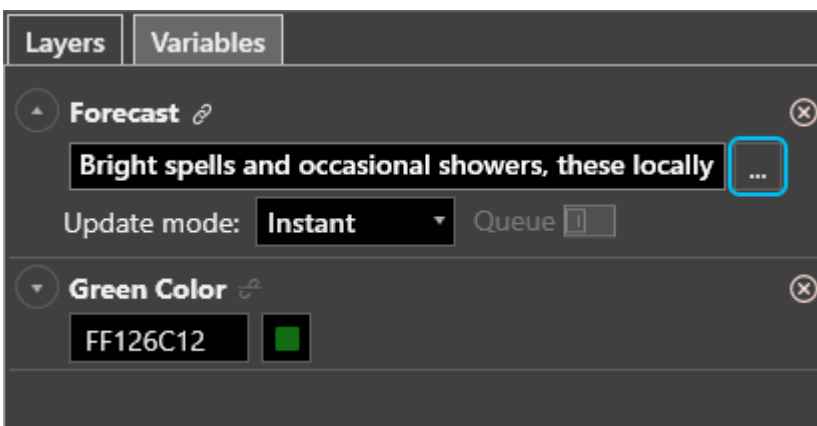 Layers Variables
Forecast
Bright spells and occasional showers, these locally ...
Update mode: Instant Queue
Green Color
FF126C12